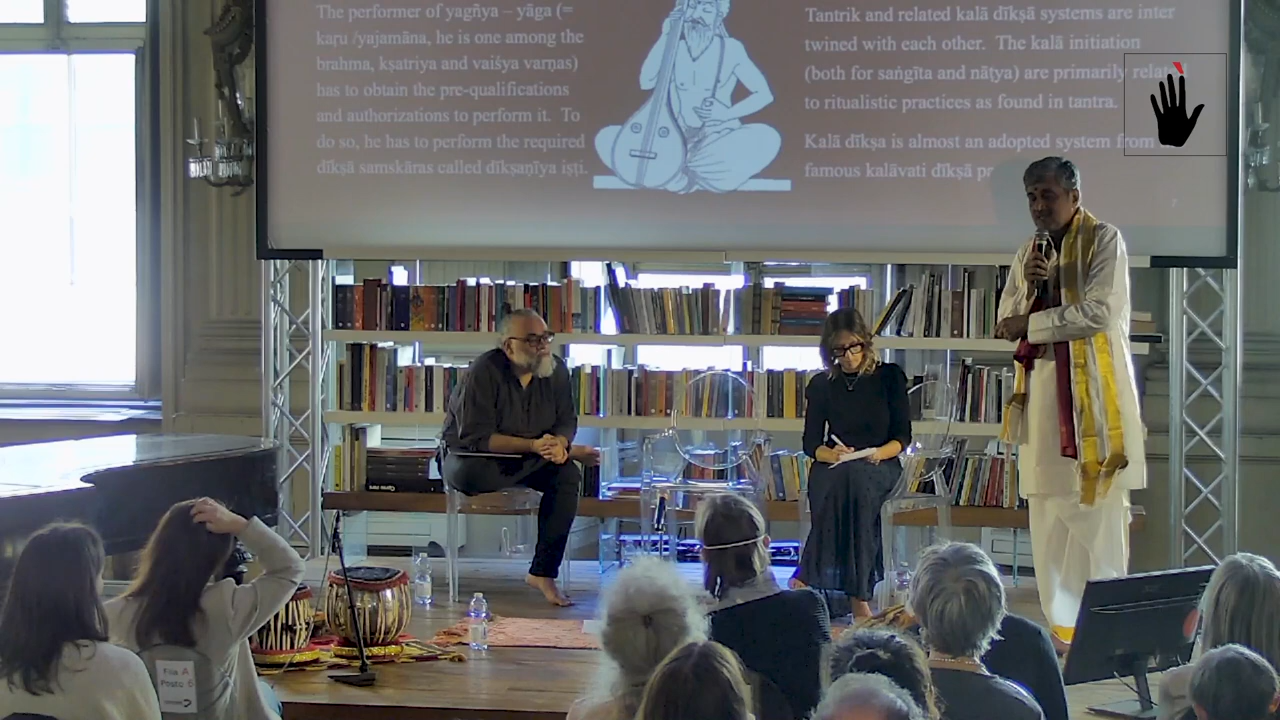 The performer of yagñya – yāga (=
kaṛu /yajamāna, he is one among the
brahma, kṣatriya and vaiśya varṇas)
has to obtain the pre-qualifications
and authorizations to perform it. To
do so, he has to perform the required
dīkṣā samskāras called dīkṣaṇīya iṣṭi.
Tantrik and related kalā dīkṣā systems are inter
twined with each other. The kalā initiation
(both for saṅgīta and nāṭya) are primarily
to ritualistic practices as found in tantra.
Kalā dīkṣa is almost an adopted system from
famous kalāvati dīkṣā
Fila A
Posto 6